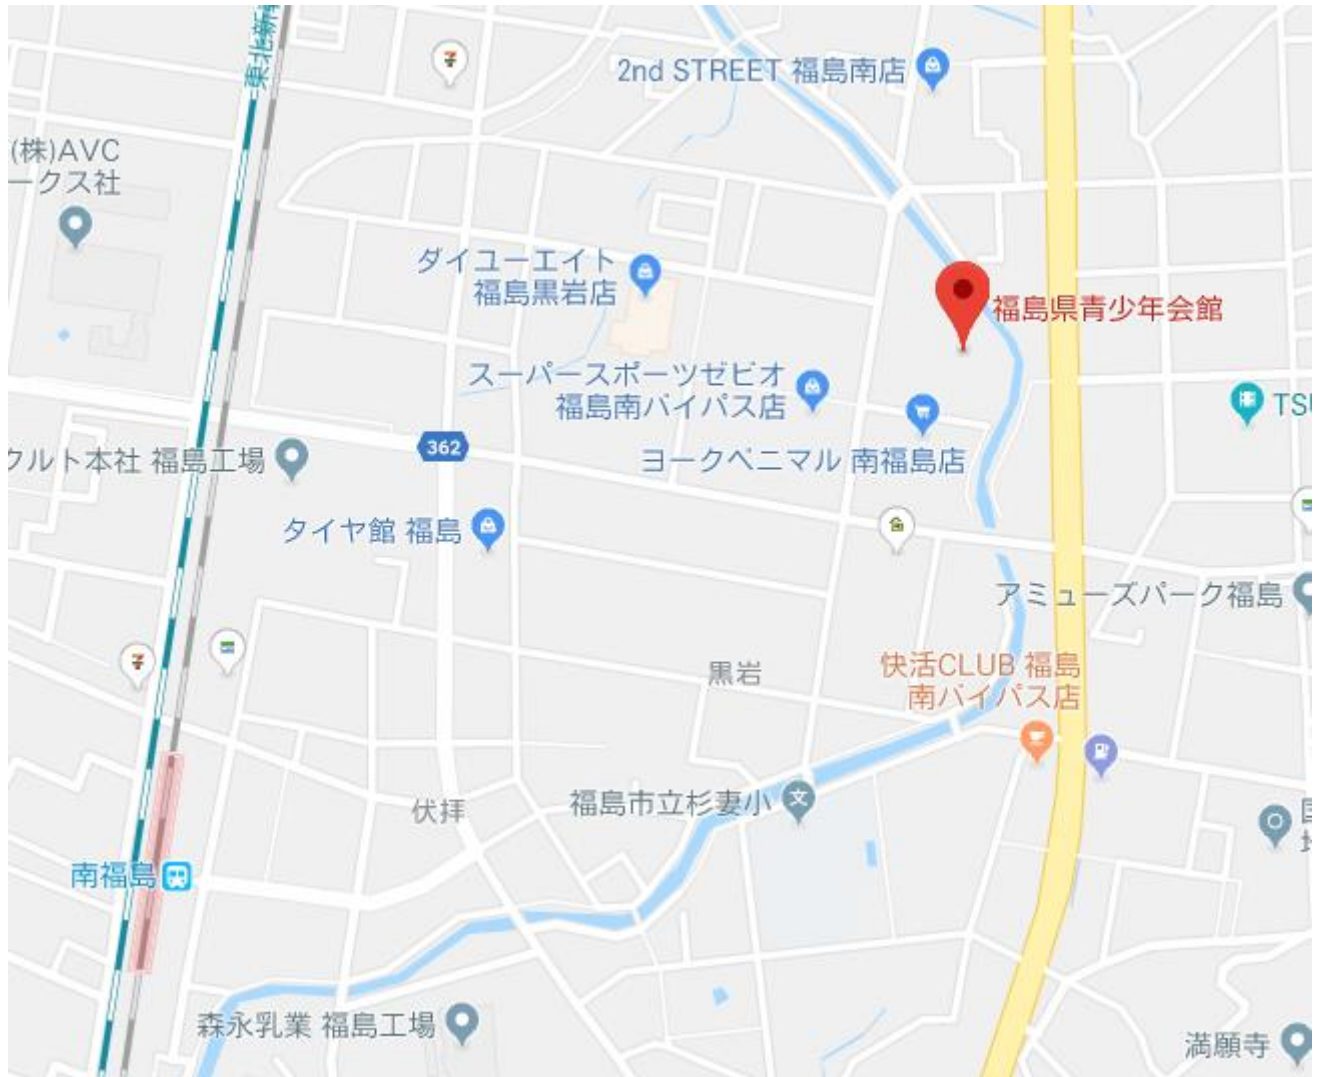 東北新幹
2nd STREET 福島南店
(株)AVC
ークス社
ダイユーエイト
福島黒岩店
福島県青少年会館
スーパースポーツゼビオ
福島南バイパス店
TSU
362
クルト本社 福島工場
ヨークベニマル 南福島店
タイヤ館 福島
アミューズパーク福島
黒岩
快活CLUB 福島
南バイパス店
伏拝
福島市立杉妻小
文
南福島
森永乳業 福島工場
満願寺